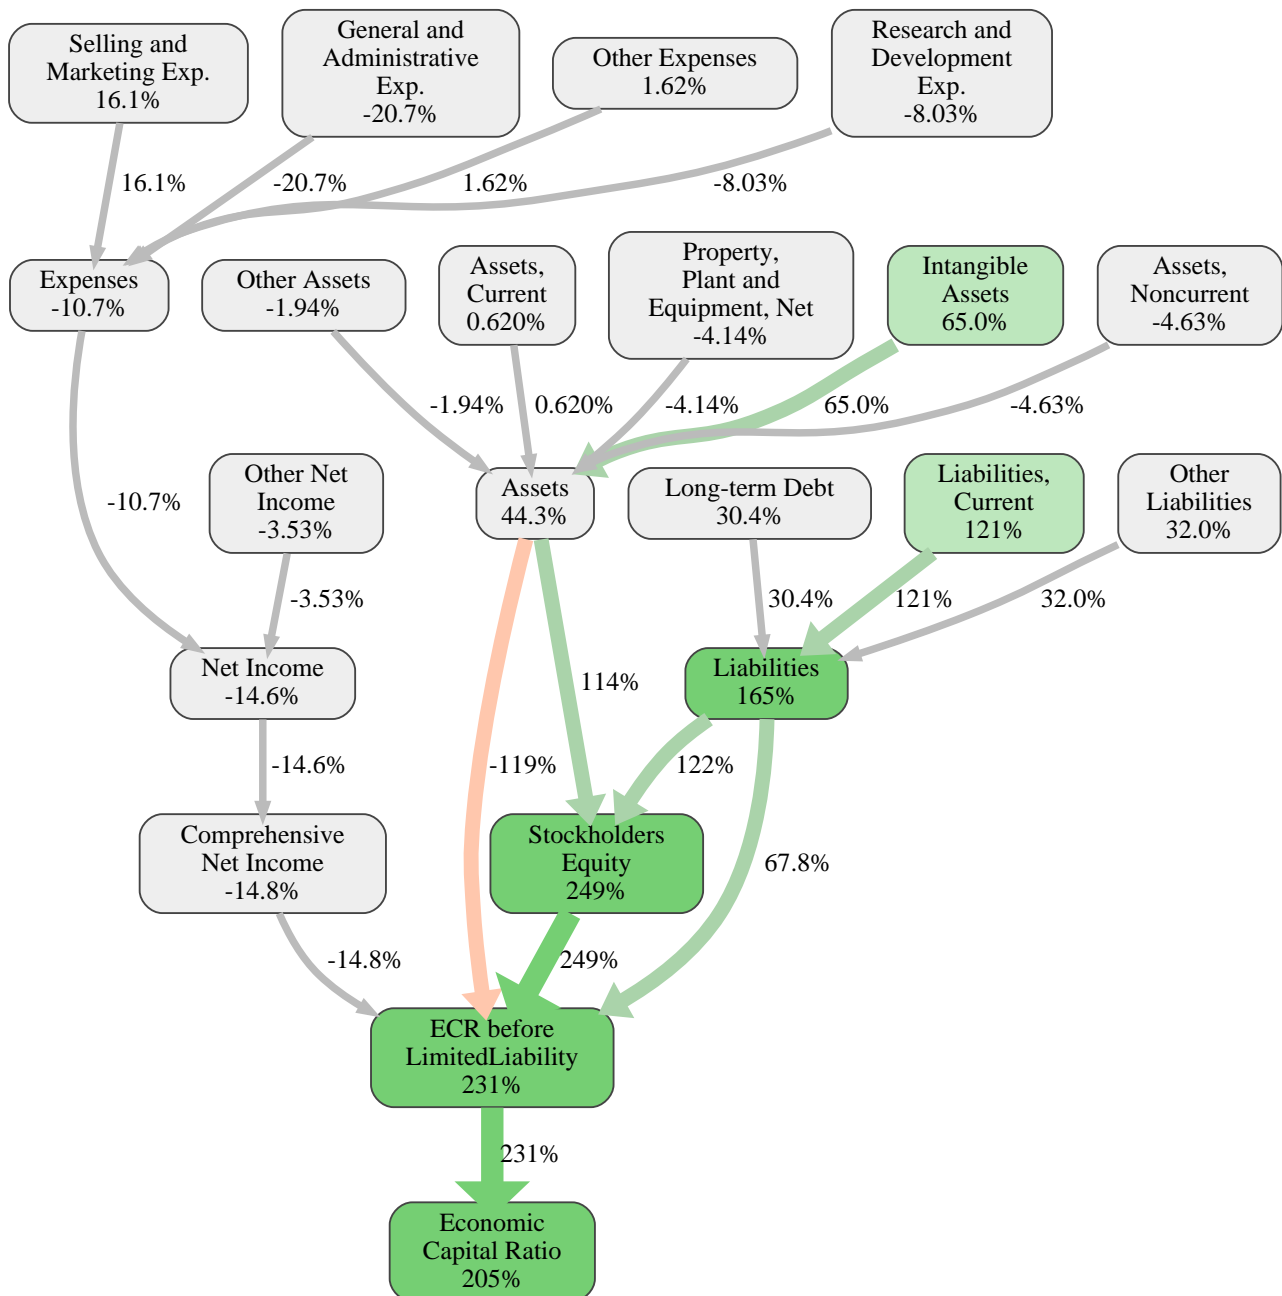 Selling and
Marketing Exp.
16.1%
General and
Administrative
Exp.
-20.7%
Other Expenses
1.62%
Research and
Development
Exp.
-8.03%
16.1%
-20.7%
1.62%
-8.03%
Expenses
-10.7%
Other Assets
-1.94%
Assets,
Current
0.620%
Property,
Plant and
Equipment, Net
-4.14%
Intangible
Assets
65.0%
Assets,
Noncurrent
-4.63%
-1.94%
0.620%
-4.14%
65.0%
-4.63%
-10.7%
Other Net
Income
-3.53%
Assets
44.3%
Long-term Debt
30.4%
Liabilities,
Current
121%
Other
Liabilities
32.0%
-3.53%
30.4%
121%
32.0%
Net Income
-14.6%
114%
Liabilities
165%
-14.6%
-119%
122%
Comprehensive
Net Income
-14.8%
Stockholders
Equity
249%
67.8%
-14.8%
249%
ECR before
LimitedLiability
231%
231%
Economic
Capital Ratio
205%